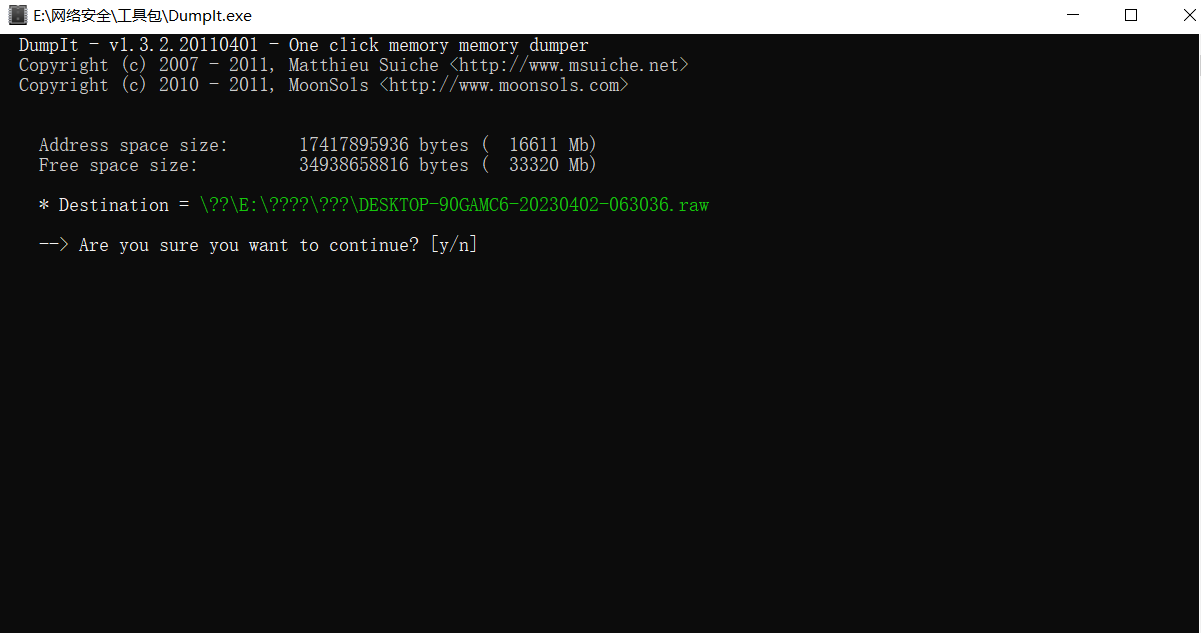 E:\网络安全\工具包\DumpIt.exe
DumpIt - v1.3.2.20110401 - One click memory memory dumper
Copyright (c) 2007 - 2011, Matthieu Suiche <http://www.msuiche.net>
Copyright (c) 2010 - 2011, MoonSols <http://www.moonsols.com>
Address space size:       17417895936 bytes (  16611 Mb)
Free space size:          34938658816 bytes (  33320 Mb)
* Destination = \??\E:\????\???\DESKTOP-90GAMC6-20230402-063036.raw
--> Are you sure you want to continue? [y/n]